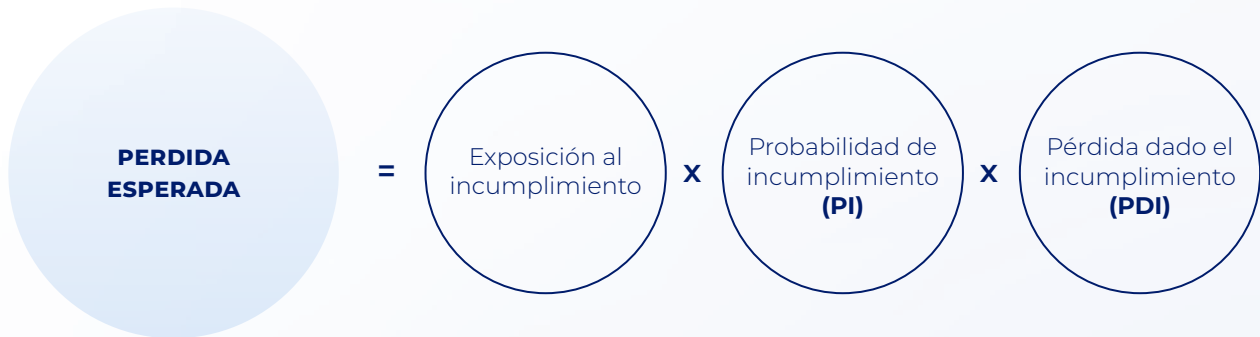 PERDIDA
ESPERADA
=
Exposición al
incumplimiento
x
Probabilidad de
incumplimiento
(PI)
x
Pérdida dado el
incumplimiento
(PDI)